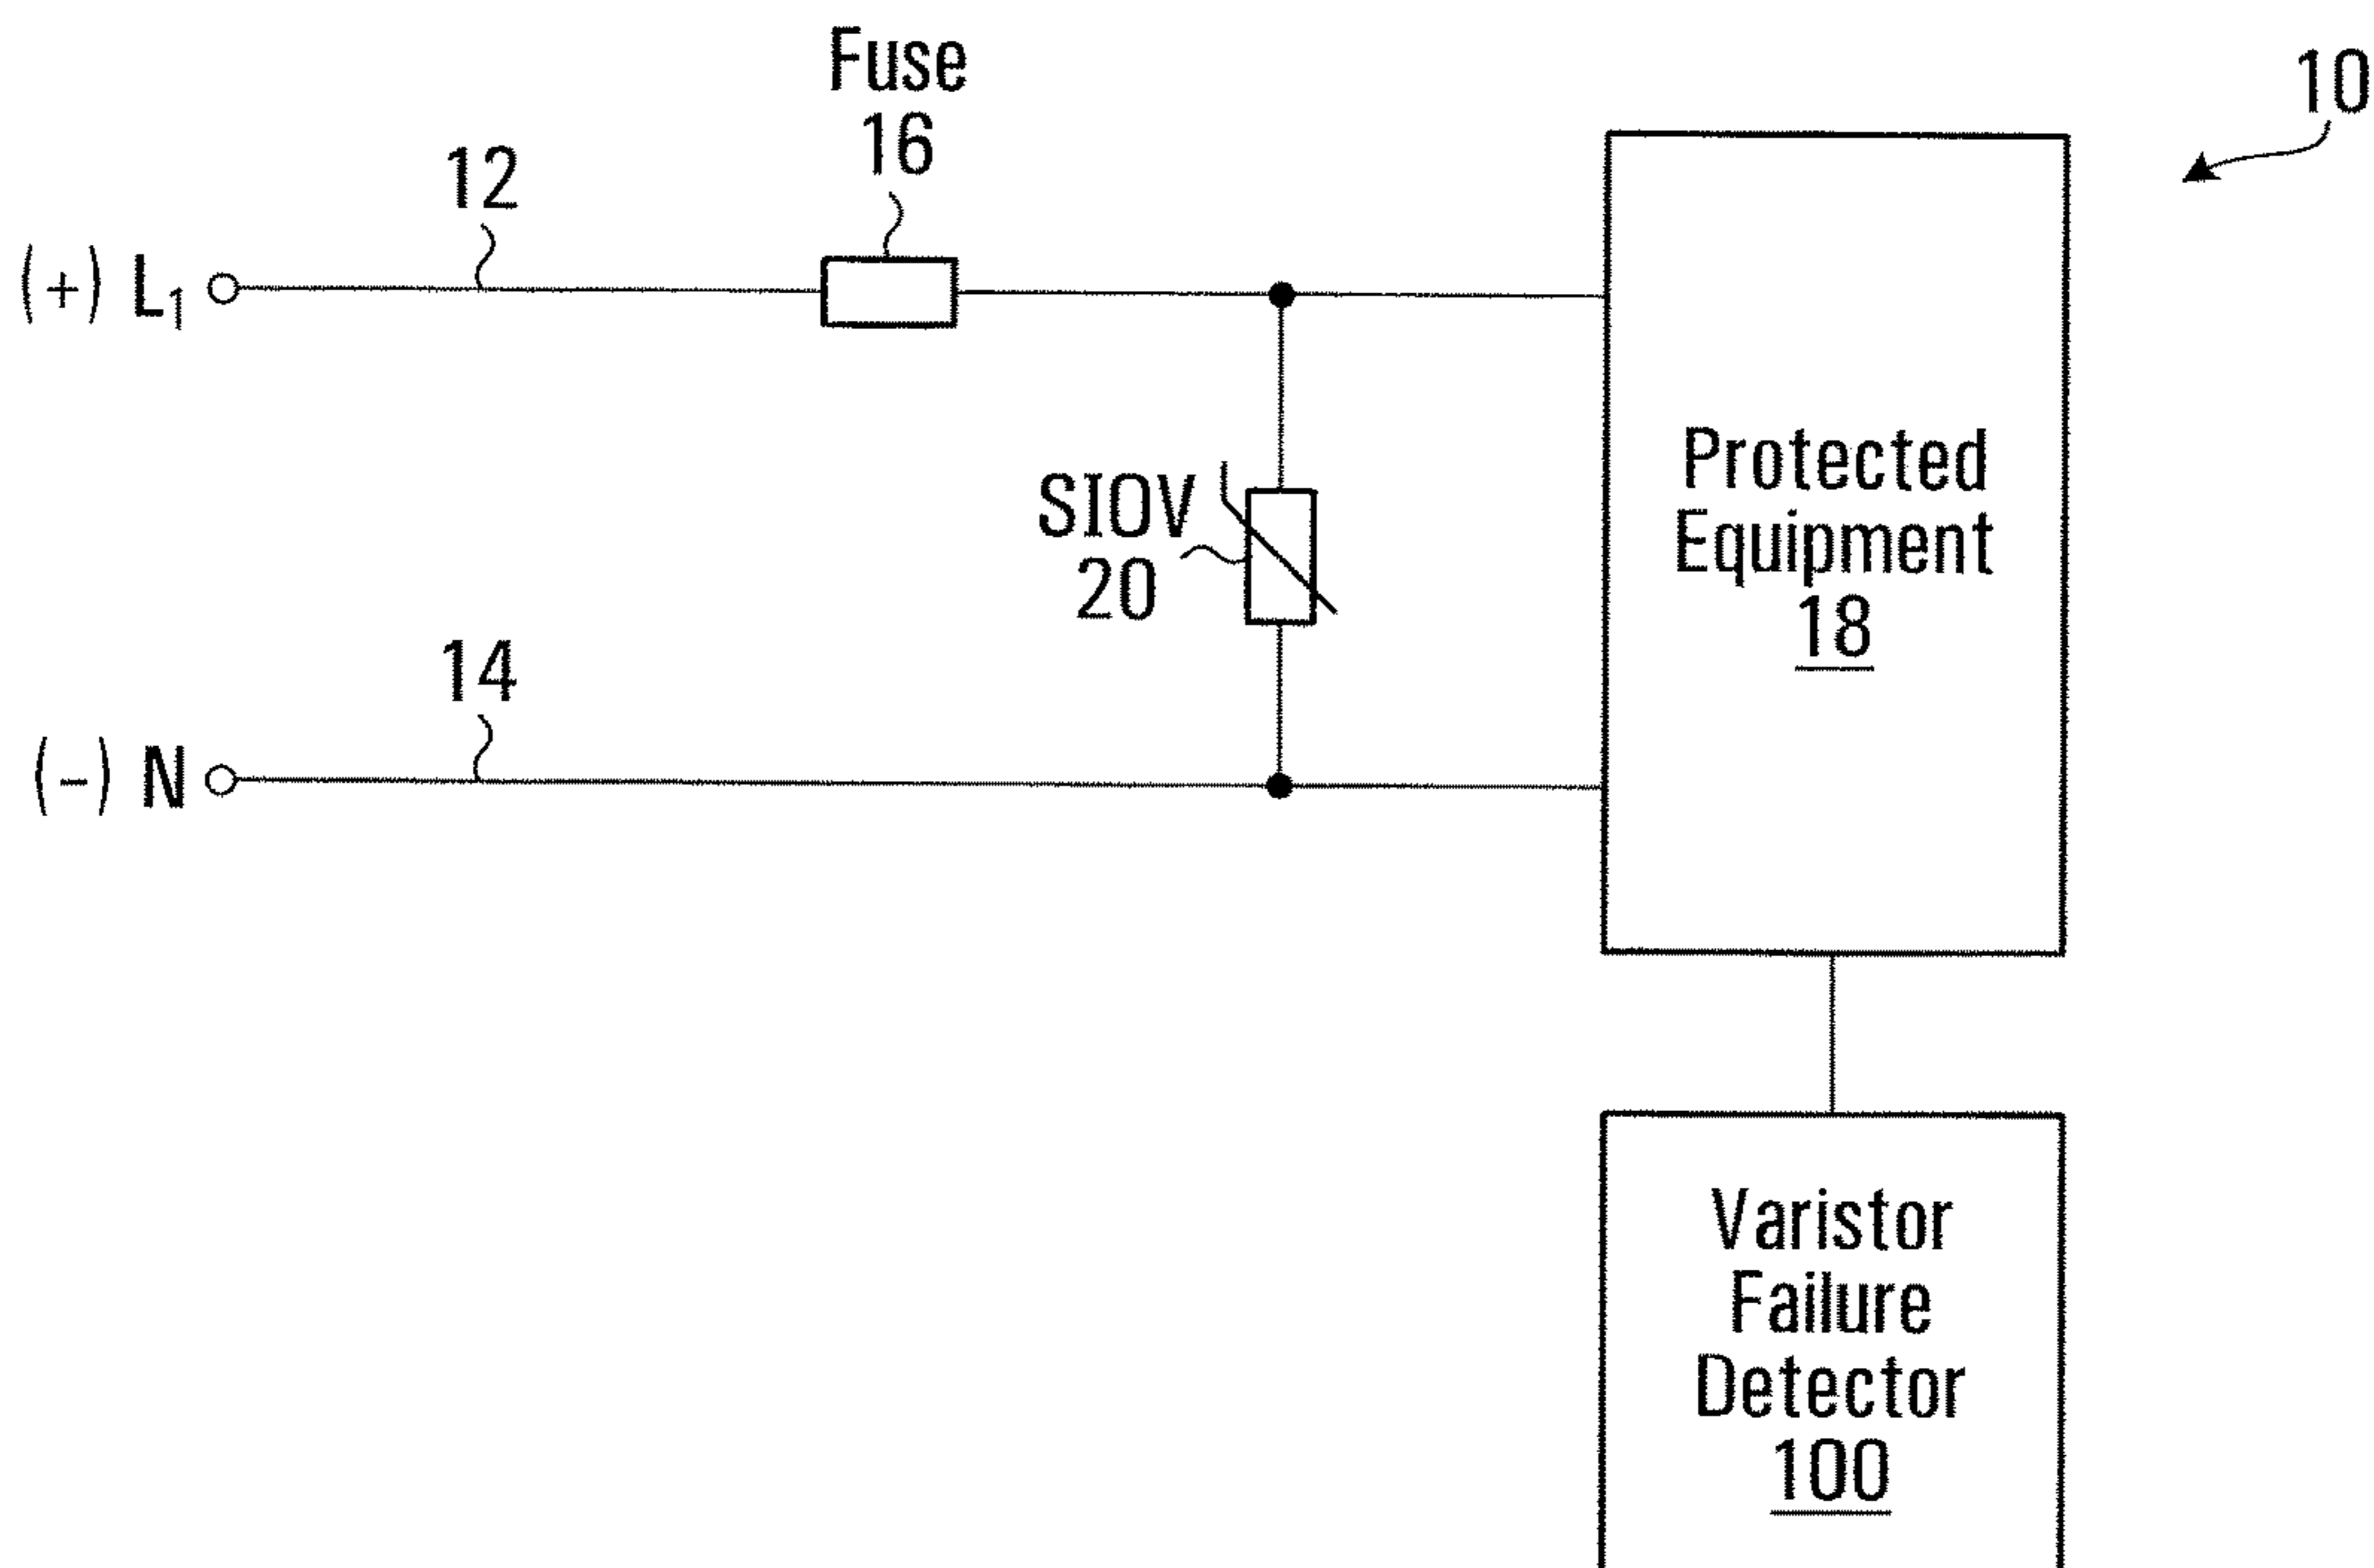 Fuse
16
10
12
(+) L₁
SIOV
20
Protected
Equipment
18
14
(-) N
Varistor
Failure
Detector
100